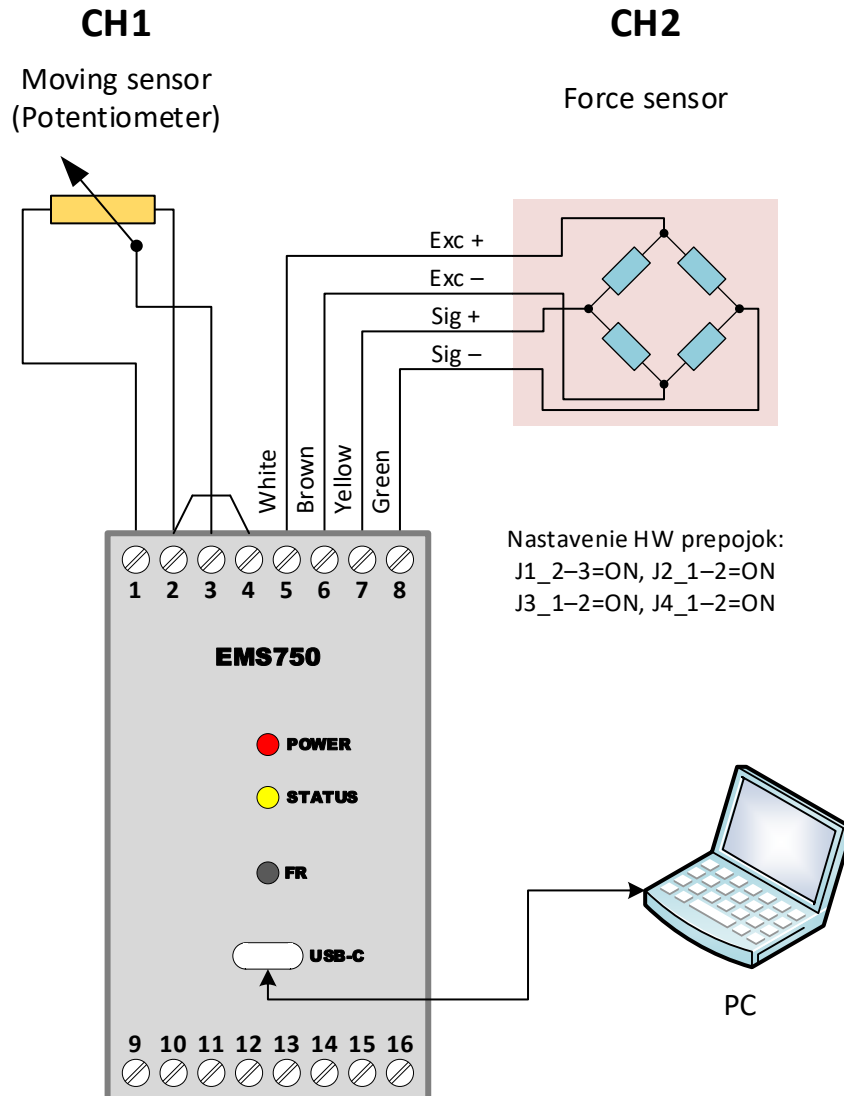 CH1
Moving sensor
(Potentiometer)
CH2
Force sensor
Exc +
Exc –
Sig +
Sig –
White
Brown
Yellow
Green
Nastavenie HW prepojok:
J1_2–3=ON, J2_1–2=ON
J3_1–2=ON, J4_1–2=ON
1 2 3 4 5 6 7 8
EMS750
POWER
STATUS
FR
USB-C
PC
9 10 11 12 13 14 15 16